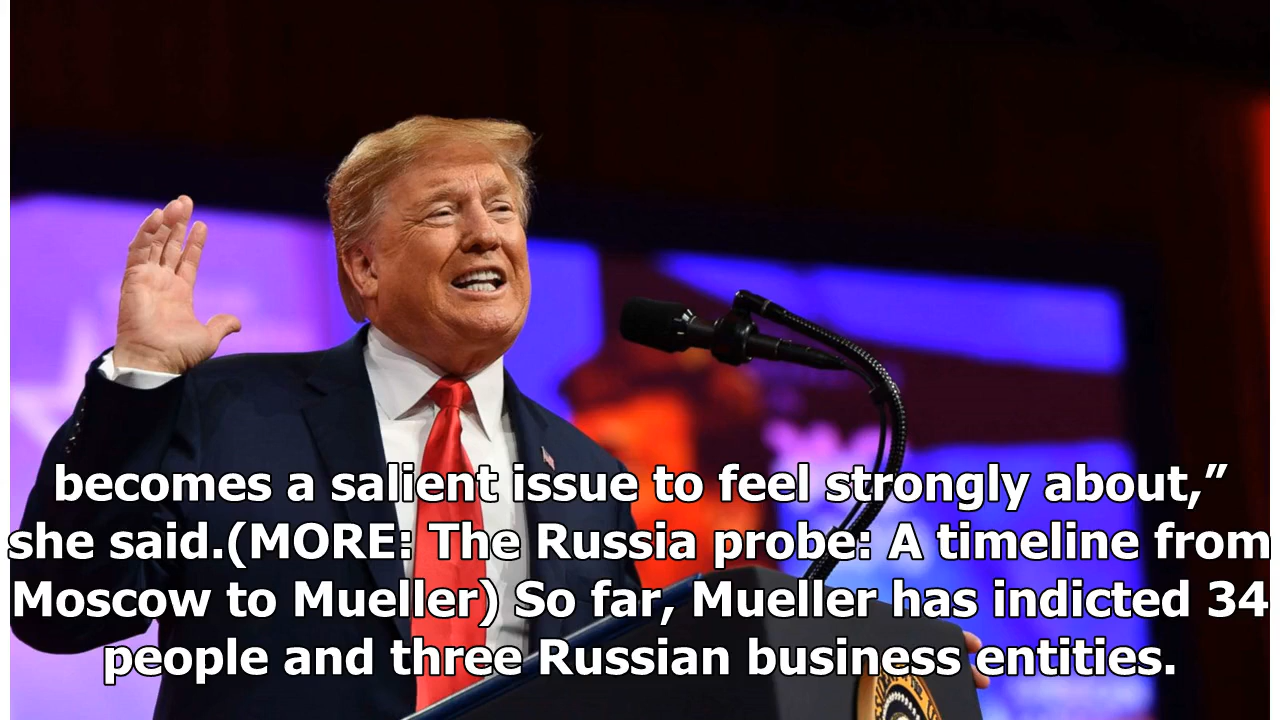 becomes a salient issue to feel strongly about,”
she said.(MORE: The Russia probe: A timeline from
Moscow to Mueller) So far, Mueller has indicted 34
people and three Russian business entities.